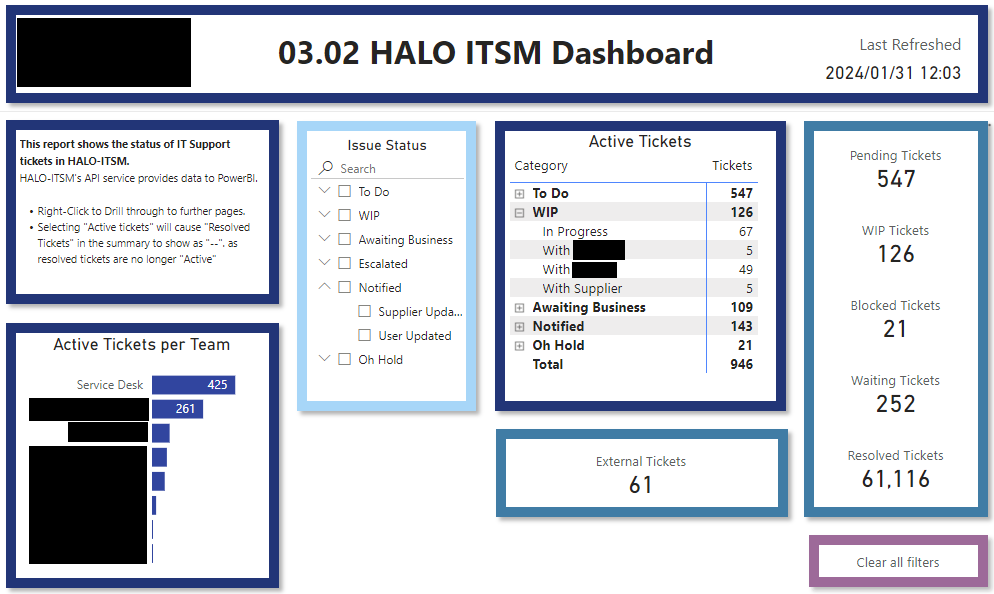 03.02 HALO ITSM Dashboard
Last Refreshed
2024/01/31 12:03
This report shows the status of IT Support
tickets in HALO-ITSM.
HALO-ITSM's API service provides data to PowerBI.
• Right-Click to Drill through to further pages.
• Selecting "Active tickets" will cause "Resolved
Tickets" in the summary to show as "--". as
resolved tickets are no longer "Active"
Active Tickets per Team
Service Desk 425
261
Issue Status
Search
To Do
WIP
Awaiting Business
Escalated
Notified
Supplier Upda...
User Updated
Oh Hold
Active Tickets
Category Tickets
To Do 547
WIP 126
In Progress 67
With 5
With 49
With Supplier 5
Awaiting Business 109
Notified 143
Oh Hold 21
Total 946
External Tickets
61
Pending Tickets
547
WIP Tickets
126
Blocked Tickets
21
Waiting Tickets
252
Resolved Tickets
61,116
Clear all filters